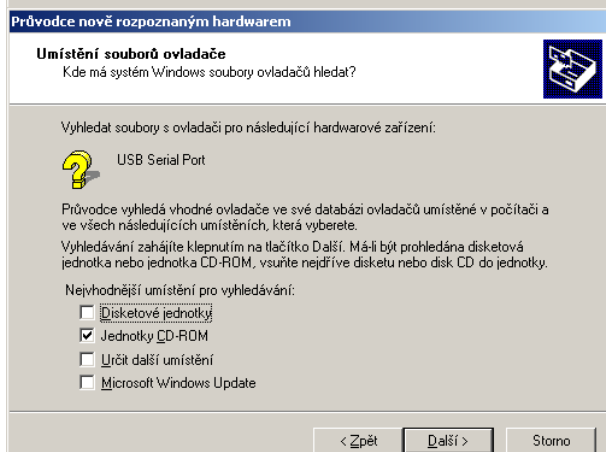 Průvodce nově rozpoznaným hardwarem
Umístění souborů ovladače
Kde má systém Windows soubory ovladačů hledat?
Vyhledat soubory s ovladači pro následující hardwarové zařízení:
USB Serial Port
Průvodce vyhledá vhodné ovladače ve své databázi ovladačů umístěné v počítači a
ve všech následujících umístěních, která vyberete.
Vyhledávání zahájíte klepnutím na tlačítko Další. Má-li být prohledána disketová
jednotka nebo jednotka CD-ROM, vsuňte nejdříve disketu nebo disk CD do jednotky.
Nejvhodnější umístění pro vyhledávání:
Disketové jednotky
Jednotky CD-ROM
Určit další umístění
Microsoft Windows Update
< Zpět Další > Storno